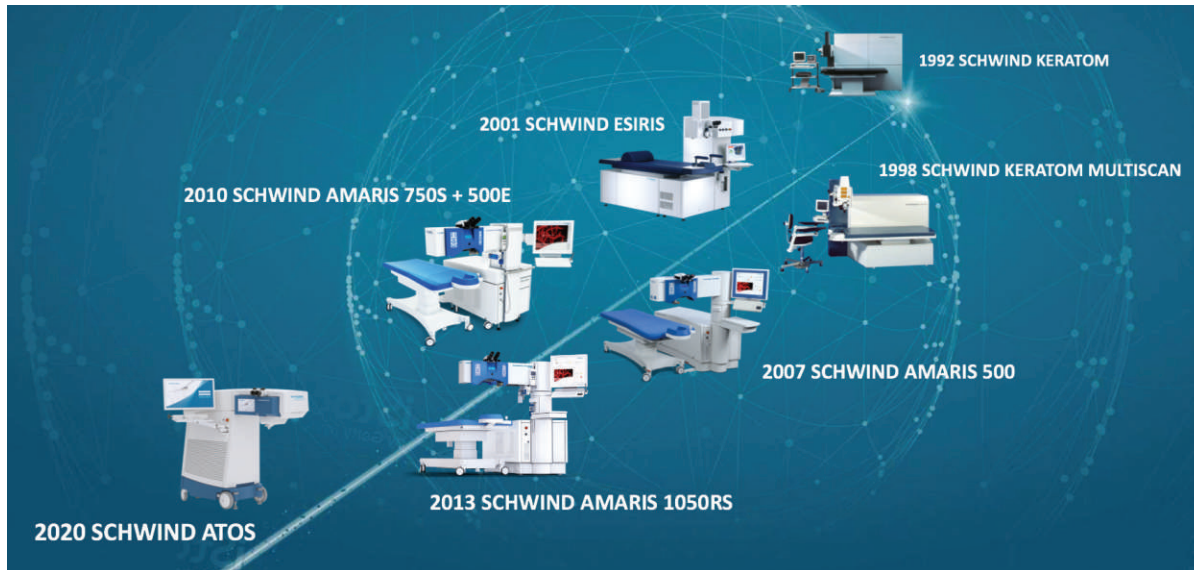 1992 SCHWIND KERATOM
2001 SCHWIND ESIRIS
1998 SCHWIND KERATOM MULTISCAN
2010 SCHWIND AMARIS 750S + 500E
2007 SCHWIND AMARIS 500
2013 SCHWIND AMARIS 1050RS
2020 SCHWIND ATOS